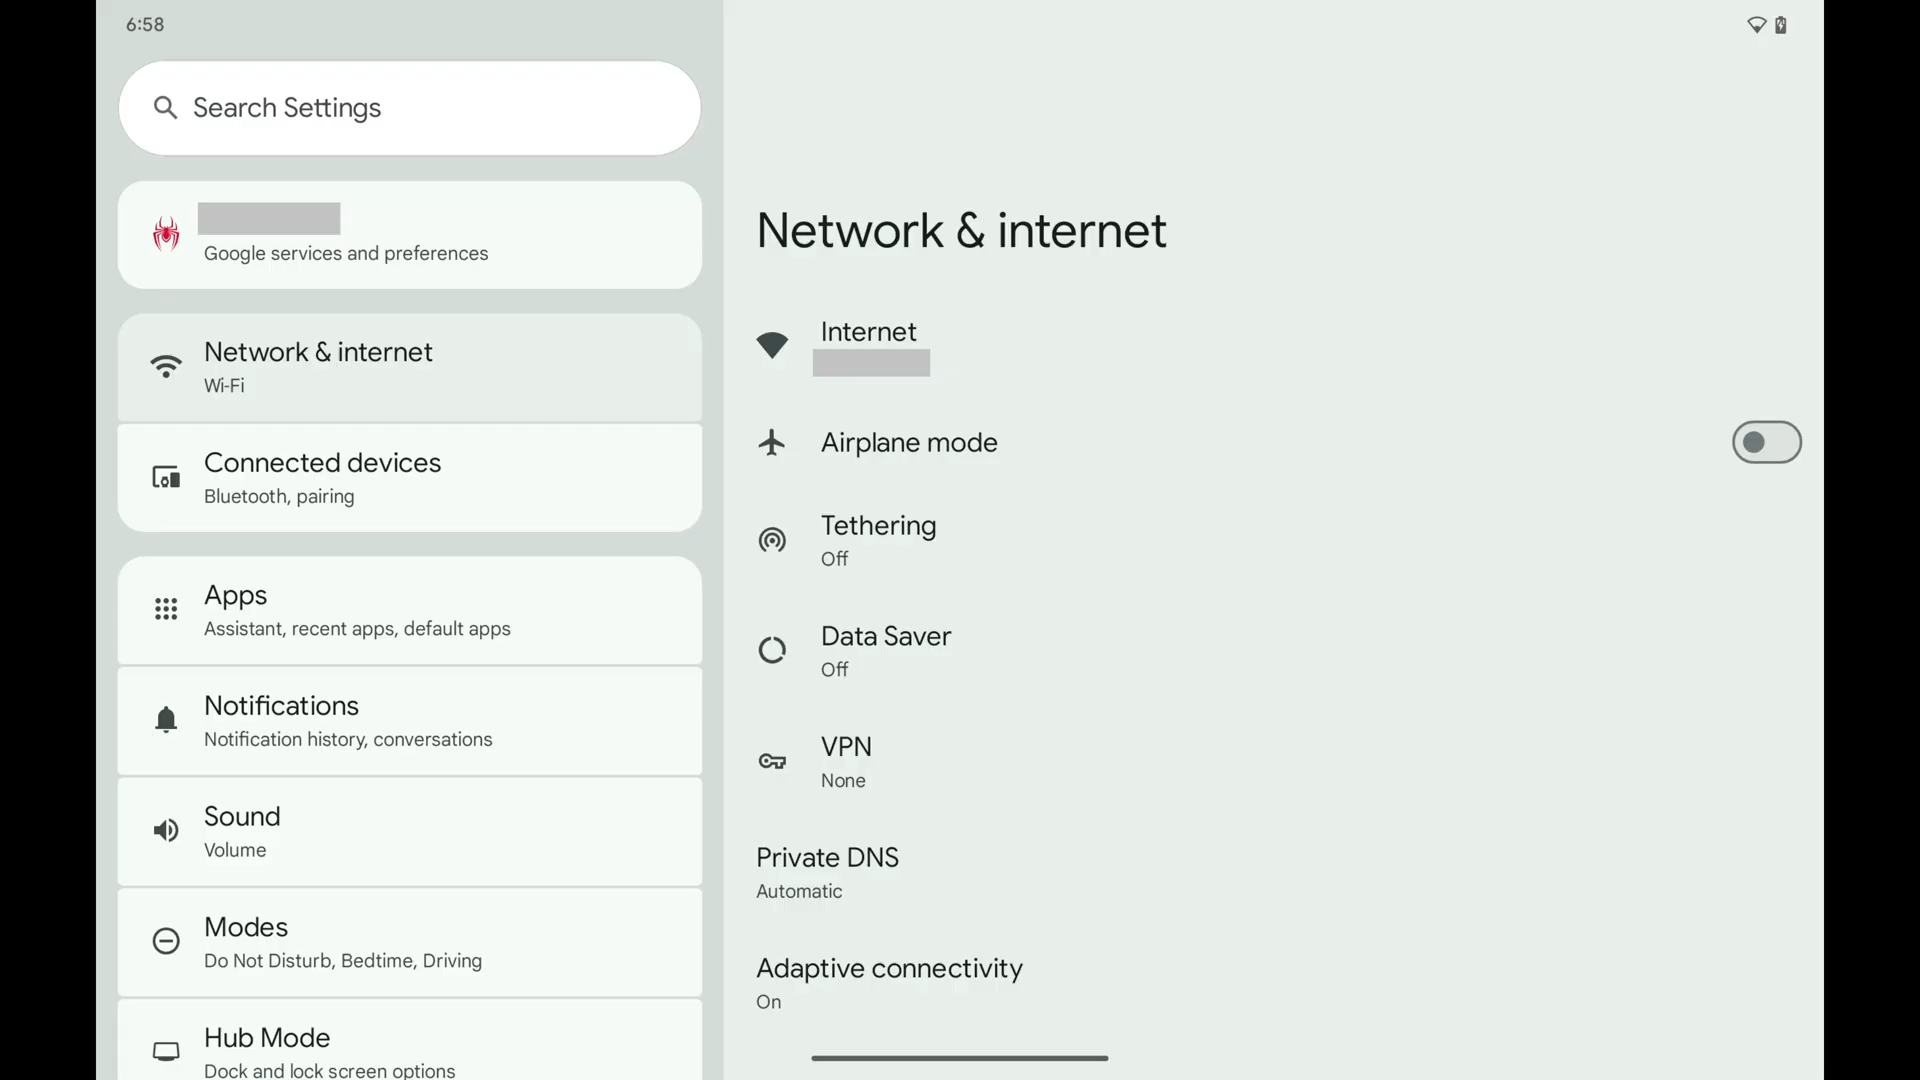 6:58
Search Settings
Google services and preferences
Network & internet
Wi-Fi
Connected devices
Bluetooth, pairing
Apps
Assistant, recent apps, default apps
Notifications
Notification history, conversations
Sound
Volume
Modes
Do Not Disturb, Bedtime, Driving
Hub Mode
Dock and lock screen options
Network & internet
Internet
Airplane mode
Tethering
Off
Data Saver
Off
VPN
None
Private DNS
Automatic
Adaptive connectivity
On